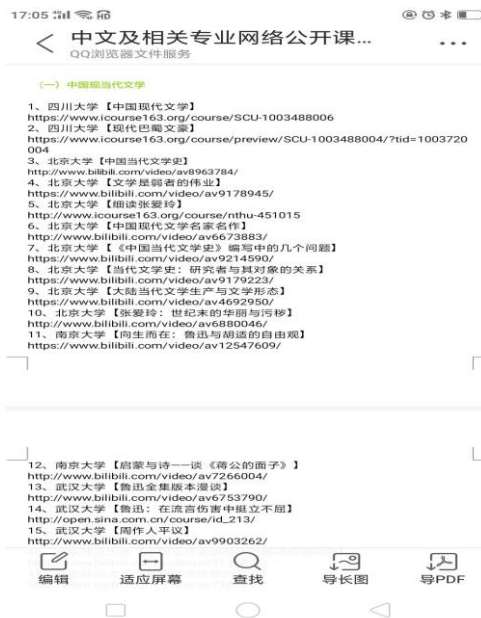 17:05
中文及相关专业网络公开课...
QQ浏览器文件服务
（一）中国现当代文学
1、四川大学【中国现代文学】
https://www.icourse163.org/course/SCU-1003488006
2、四川大学【现代巴蜀文豪】
https://www.icourse163.org/course/preview/SCU-1003488004/?tid=1003720
004
3、北京大学【中国当代文学史】
http://www.bilibili.com/video/av8963784/
4、北京大学【文学是弱者的伟业】
https://www.bilibili.com/video/av9178945/
5、北京大学【细读张爱玲】
http://www.icourse163.org/course/nthu-451015
6、北京大学【中国现代文学名家名作】
http://www.bilibili.com/video/av6673883/
7、北京大学【《中国当代文学史》编写中的几个问题】
https://www.bilibili.com/video/av9214590/
8、北京大学【当代文学史：研究者与其对象的关系】
https://www.bilibili.com/video/av9179223/
9、北京大学【大陆当代文学生产与文学形态】
https://www.bilibili.com/video/av4692950/
10、北京大学【张爱玲：世纪末的华丽与污秽】
http://www.bilibili.com/video/av6880046/
11、南京大学【向生而在：鲁迅与胡适的自由观】
https://www.bilibili.com/video/av12547609/
12、南京大学【启蒙与诗——谈《蒋公的面子》】
http://www.bilibili.com/video/av7266004/
13、武汉大学【鲁迅全集版本漫谈】
http://www.bilibili.com/video/av6753790/
14、武汉大学【鲁迅：在流言伤害中挺立不屈】
http://open.sina.com.cn/course/id_213/
15、武汉大学【周作人平议】
http://www.bilibili.com/video/av9903262/
编辑 适应屏幕 查找 导长图 导PDF